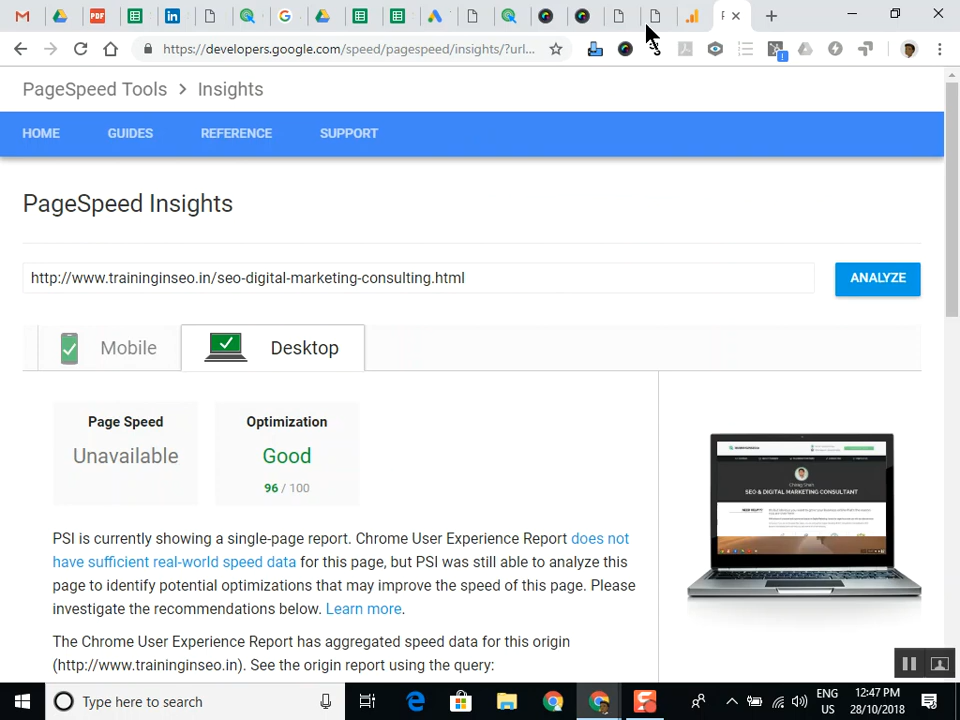 https://developers.google.com/speed/pagespeed/insights/?url...
PageSpeed Tools > Insights
HOME GUIDES REFERENCE SUPPORT
PageSpeed Insights
http://www.traininginseo.in/seo-digital-marketing-consulting.html
ANALYZE
Mobile
Desktop
Page Speed
Unavailable
Optimization
Good
96 / 100
SEO & DIGITAL MARKETING CONSULTANT
PSI is currently showing a single-page report. Chrome User Experience Report does not
have sufficient real-world speed data for this page, but PSI was still able to analyze this
page to identify potential optimizations that may improve the speed of this page. Please
investigate the recommendations below. Learn more.
The Chrome User Experience Report has aggregated speed data for this origin
(http://www.traininginseo.in). See the origin report using the query:
Type here to search
ENG
US
12:47 PM
28/10/2018